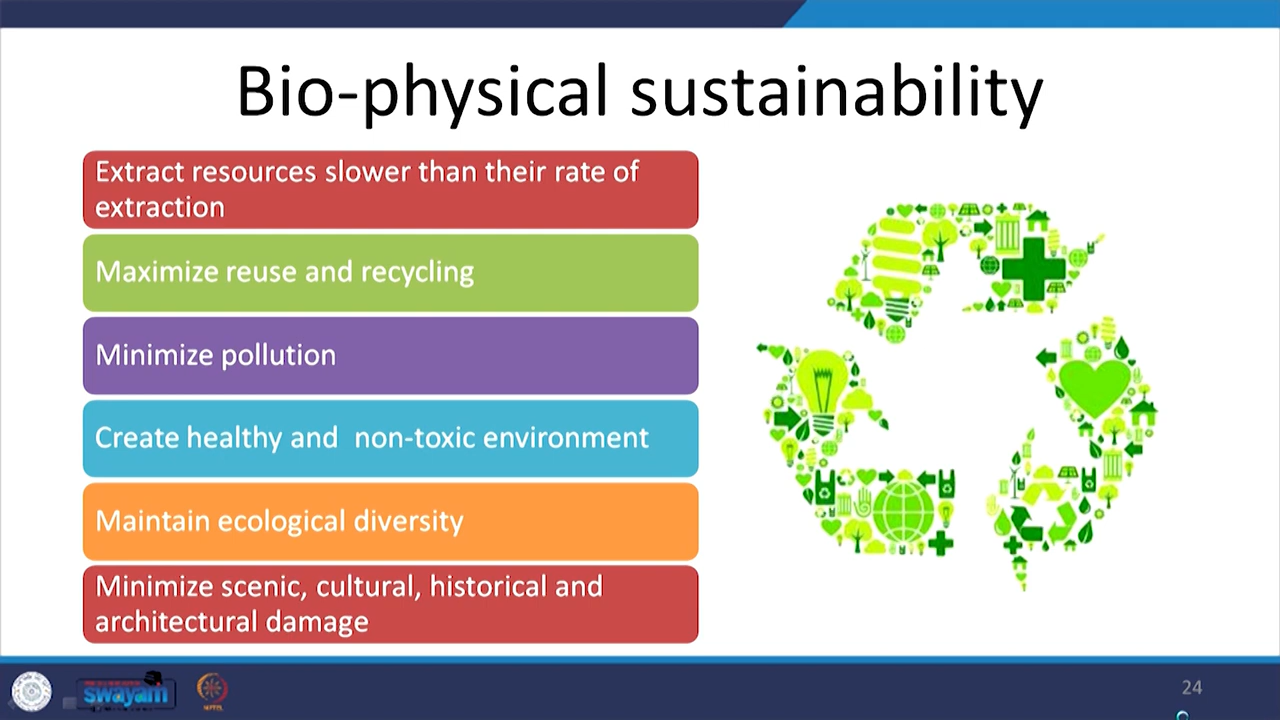 Bio-physical sustainability
Extract resources slower than their rate of
extraction
Maximize reuse and recycling
Minimize pollution
Create healthy and  non-toxic environment
Maintain ecological diversity
Minimize scenic, cultural, historical and
architectural damage
swayam
24